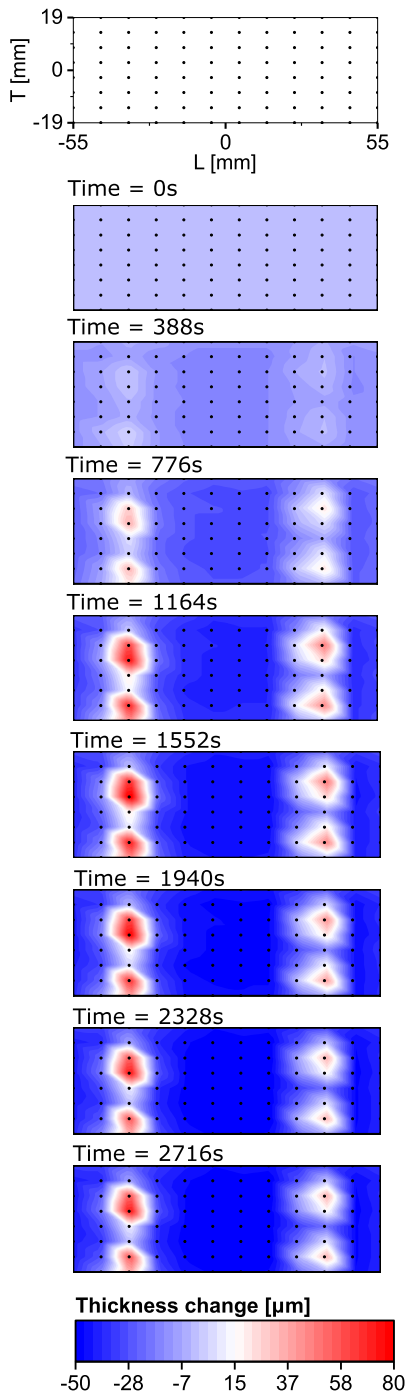 19
T [mm]
0
-19
-55 0 55
L [mm]
Time = 0s
Time = 388s
Time = 776s
Time = 1164s
Time = 1552s
Time = 1940s
Time = 2328s
Time = 2716s
Thickness change [µm]
-50 -28 -7 15 37 58 80